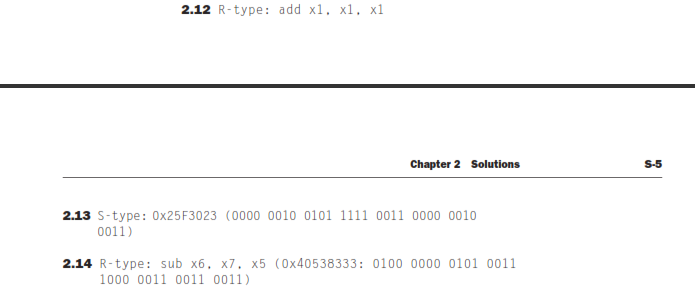 2.12 R-type: add x1, x1, x1
Chapter 2 Solutions S-5
2.13 S-type: 0x25F3023 (0000 0010 0101 1111 0011 0000 0010
0011)
2.14 R-type: sub x6, x7, x5 (0x40538333: 0100 0000 0101 0011
1000 0011 0011 0011)